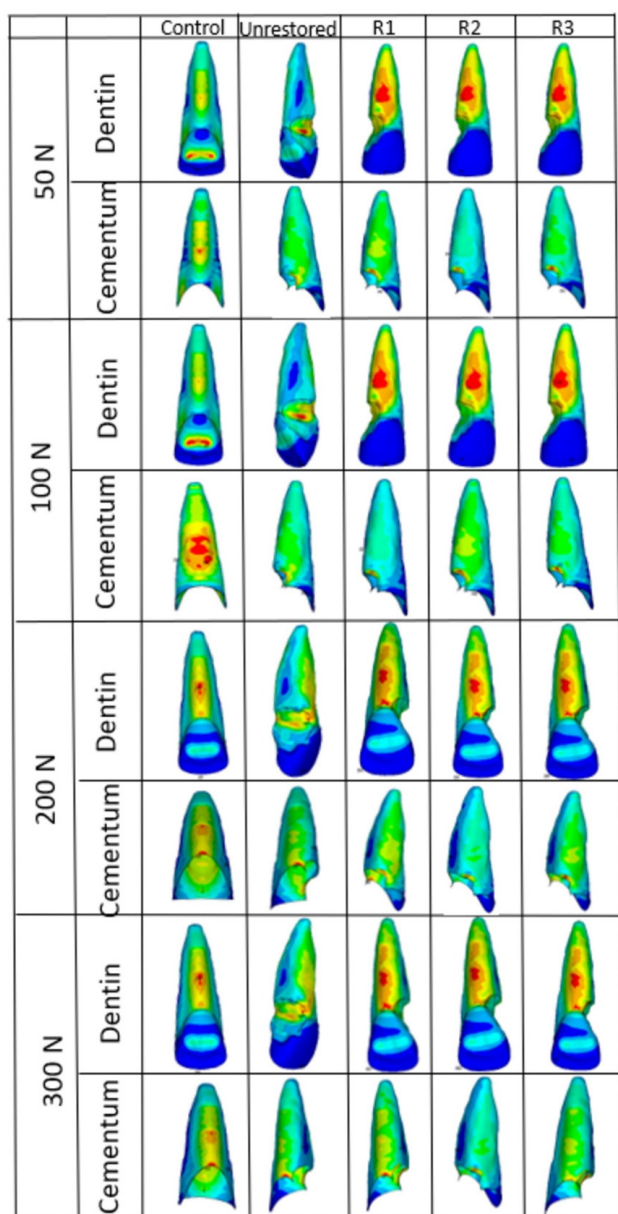 Control Unrestored R1 R2 R3
50 N
Dentin
Cementum
100 N
Dentin
Cementum
200 N
Dentin
Cementum
300 N
Dentin
Cementum